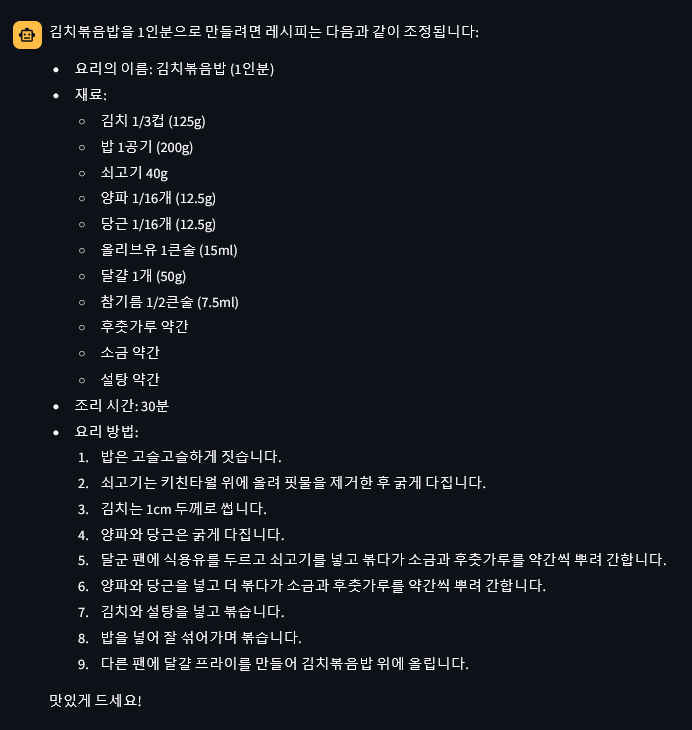 김치볶음밥을 1인분으로 만들려면 레시피는 다음과 같이 조정됩니다:
• 요리의 이름: 김치볶음밥 (1인분)
• 재료:
○ 김치 1/3컵 (125g)
○ 밥 1공기 (200g)
○ 쇠고기 40g
○ 양파 1/16개 (12.5g)
○ 당근 1/16개 (12.5g)
○ 올리브유 1큰술 (15ml)
○ 달걀 1개 (50g)
○ 참기름 1/2큰술 (7.5ml)
○ 후춧가루 약간
○ 소금 약간
○ 설탕 약간
• 조리 시간: 30분
• 요리 방법:
1. 밥은 고슬고슬하게 짓습니다.
2. 쇠고기는 키친타월 위에 올려 핏물을 제거한 후 굵게 다집니다.
3. 김치는 1cm 두께로 썹니다.
4. 양파와 당근은 굵게 다집니다.
5. 달군 팬에 식용유를 두르고 쇠고기를 넣고 볶다가 소금과 후춧가루를 약간씩 뿌려 간합니다.
6. 양파와 당근을 넣고 더 볶다가 소금과 후춧가루를 약간씩 뿌려 간합니다.
7. 김치와 설탕을 넣고 볶습니다.
8. 밥을 넣어 잘 섞어가며 볶습니다.
9. 다른 팬에 달걀 프라이를 만들어 김치볶음밥 위에 올립니다.
맛있게 드세요!